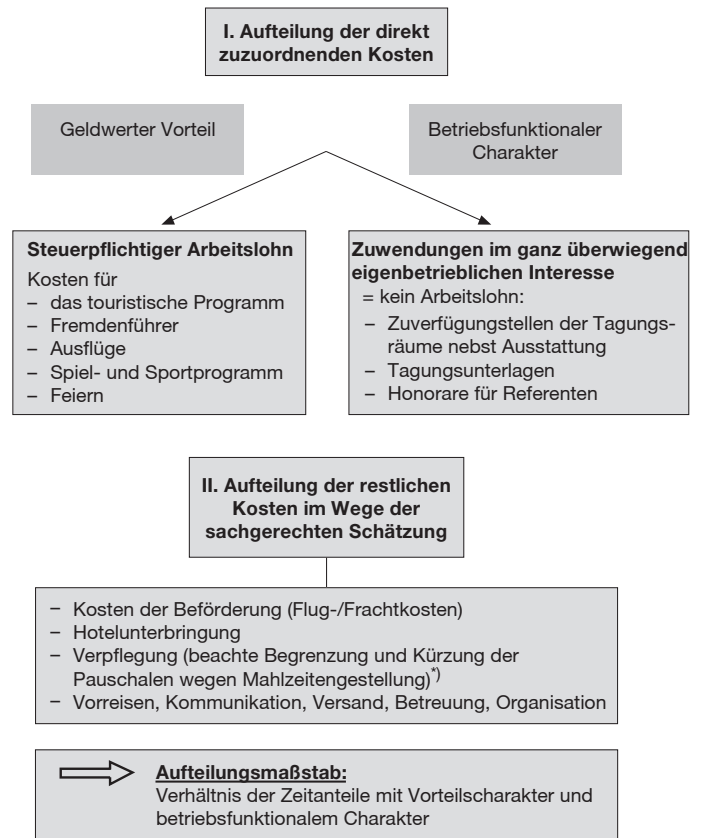 I. Aufteilung der direkt
zuzuordnenden Kosten
Geldwerter Vorteil
Betriebsfunktionaler
Charakter
Steuerpflichtiger Arbeitslohn
Kosten für
– das touristische Programm
– Fremdenführer
– Ausflüge
– Spiel- und Sportprogramm
– Feiern
Zuwendungen im ganz überwiegend
eigenbetrieblichen Interesse
= kein Arbeitslohn:
– Zuverfügungstellen der Tagungs-
räume nebst Ausstattung
– Tagungsunterlagen
– Honorare für Referenten
II. Aufteilung der restlichen
Kosten im Wege der
sachgerechten Schätzung
– Kosten der Beförderung (Flug-/Frachtkosten)
– Hotelunterbringung
– Verpflegung (beachte Begrenzung und Kürzung der
Pauschalen wegen Mahlzeitengestellung)*)
– Vorreisen, Kommunikation, Versand, Betreuung, Organisation
Aufteilungsmaßstab:
Verhältnis der Zeitanteile mit Vorteilscharakter und
betriebsfunktionalem Charakter